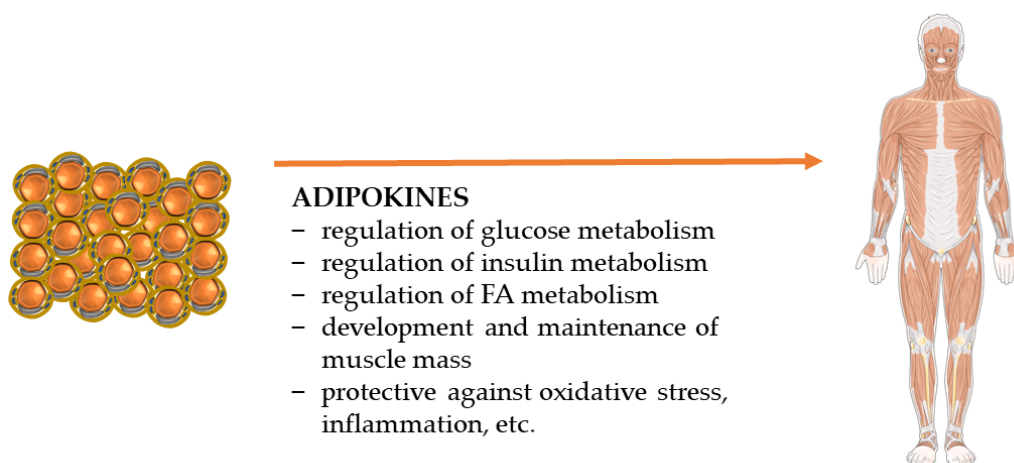 ADIPOKINES
– regulation of glucose metabolism
– regulation of insulin metabolism
– regulation of FA metabolism
– development and maintenance of
muscle mass
– protective against oxidative stress,
inflammation, etc.